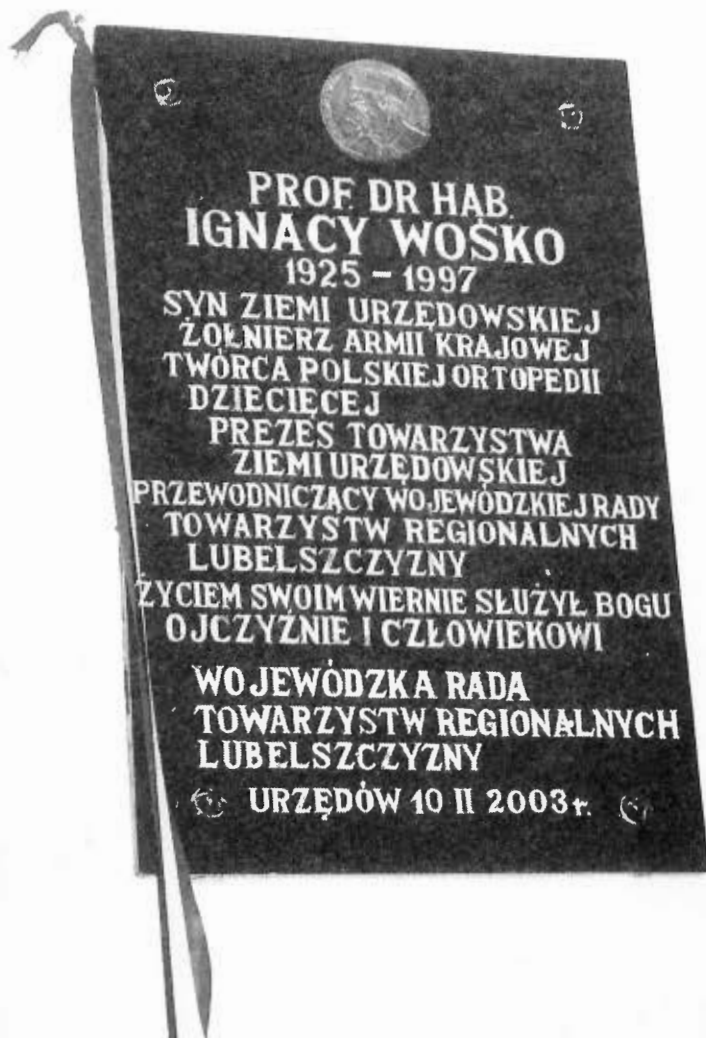 PROF. DR HAB.
IGNACY WOŚKO
1925 - 1997
SYN ZIEMI URZĘDOWSKIEJ
ŻOŁNIERZ ARMII KRAJOWEJ
TWÓRCA POLSKIEJ ORTOPEDII
DZIECIĘCEJ
PREZES TOWARZYSTWA
ZIEMI URZĘDOWSKIEJ
PRZEWODNICZĄCY WOJEWÓDZKIEJ RADY
TOWARZYSTW REGIONALNYCH
LUBELSZCZYZNY
ŻYCIEM SWOIM WIERNIE SŁUŻYŁ BOGU
OJCZYŹNIE I CZŁOWIEKOWI
WOJEWÓDZKA RADA
TOWARZYSTW REGIONALNYCH
LUBELSZCZYZNY
URZĘDÓW 10 II 2003 r.